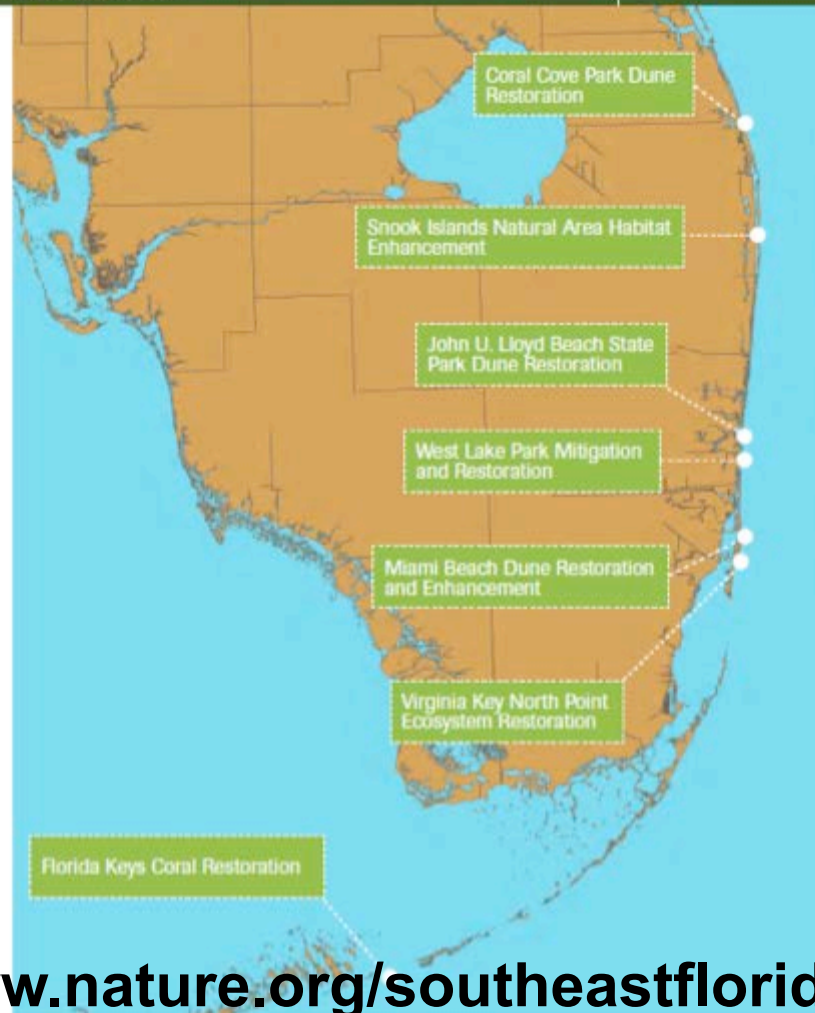 Coral Cove Park Dune
Restoration
Snook Islands Natural Area Habitat
Enhancement
John U. Lloyd Beach State
Park Dune Restoration
West Lake Park Mitigation
and Restoration
Miami Beach Dune Restoration
and Enhancement
Virginia Key North Point
Ecosystem Restoration
Florida Keys Coral Restoration
w.nature.org/southeastflorid